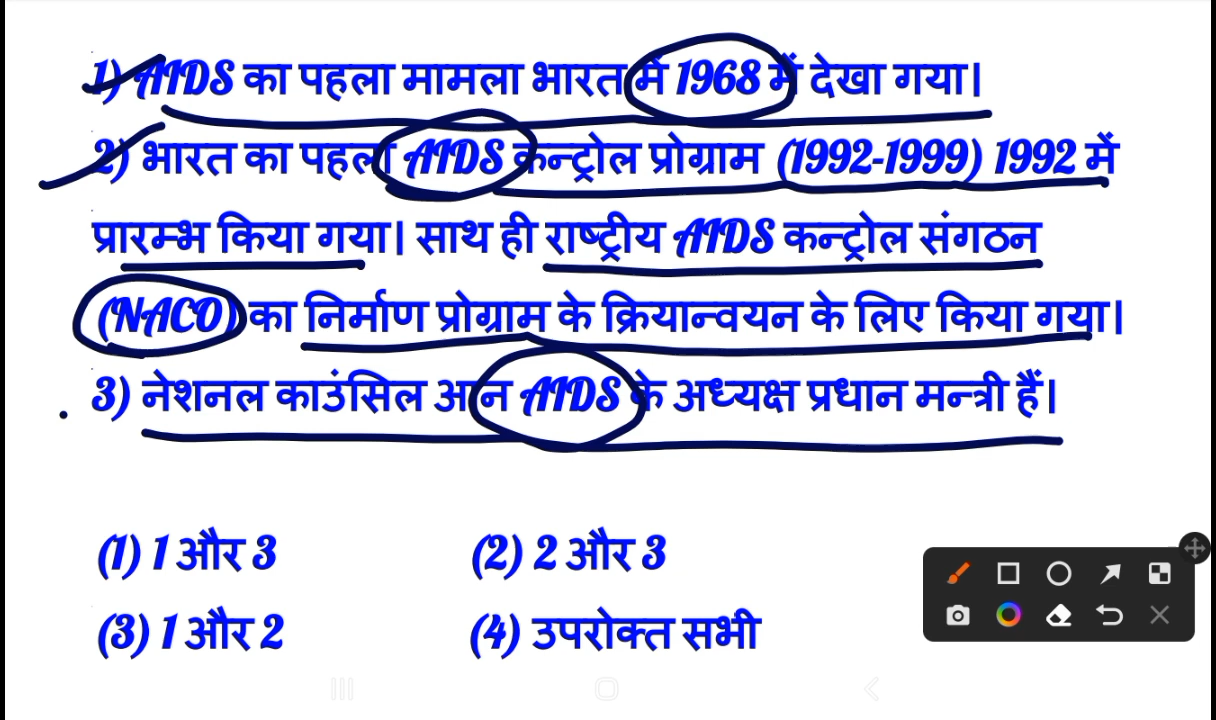 1) AIDS का पहला मामला भारत में 1968 में देखा गया।
2) भारत का पहला AIDS कन्ट्रोल प्रोग्राम (1992-1999) 1992 में
प्रारम्भ किया गया। साथ ही राष्ट्रीय AIDS कन्ट्रोल संगठन
(NACO) का निर्माण प्रोग्राम के क्रियान्वयन के लिए किया गया।
3) नेशनल काउंसिल आन AIDS के अध्यक्ष प्रधान मन्त्री हैं।
(1) 1 और 3 (2) 2 और 3
(3) 1 और 2 (4) उपरोक्त सभी